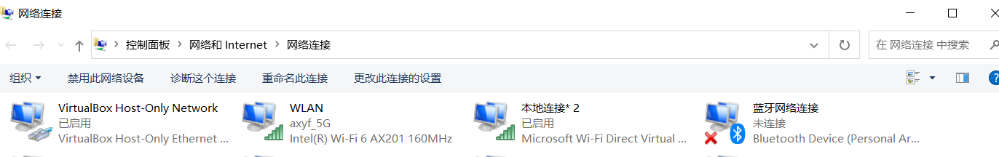 网络连接
控制面板 > 网络和 Internet > 网络连接
在 网络连接 中搜索
组织 禁用此网络设备 诊断这个连接 重命名此连接 更改此连接的设置
VirtualBox Host-Only Network
已启用
VirtualBox Host-Only Ethernet ...
WLAN
axyf_5G
Intel(R) Wi-Fi 6 AX201 160MHz
本地连接* 2
已启用
Microsoft Wi-Fi Direct Virtual ...
蓝牙网络连接
未连接
Bluetooth Device (Personal Ar...